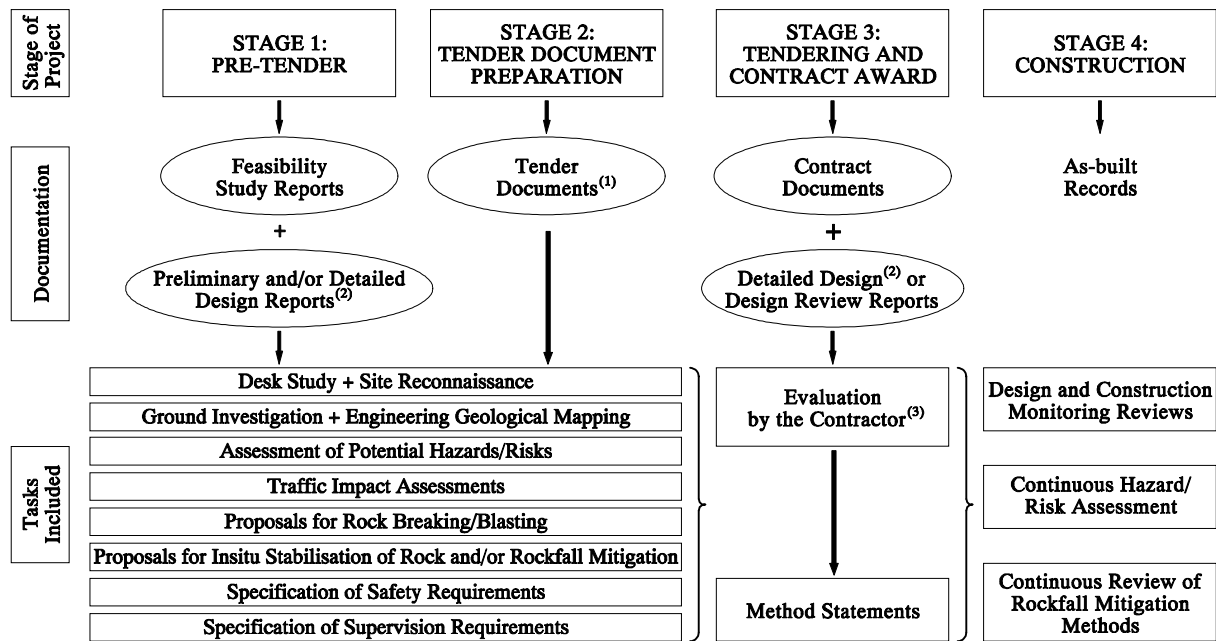 Stage of
Project
STAGE 1:
PRE-TENDER
STAGE 2:
TENDER DOCUMENT
PREPARATION
STAGE 3:
TENDERING AND
CONTRACT AWARD
STAGE 4:
CONSTRUCTION
Documentation
Feasibility
Study Reports
+
Preliminary and/or Detailed
Design Reports(2)
Tender
Documents(1)
Contract
Documents
+
Detailed Design(2) or
Design Review Reports
As-built
Records
Tasks
Included
Desk Study + Site Reconnaissance
Ground Investigation + Engineering Geological Mapping
Assessment of Potential Hazards/Risks
Traffic Impact Assessments
Proposals for Rock Breaking/Blasting
Proposals for Insitu Stabilisation of Rock and/or Rockfall Mitigation
Specification of Safety Requirements
Specification of Supervision Requirements
Evaluation
by the Contractor(3)
Method Statements
Design and Construction
Monitoring Reviews
Continuous Hazard/
Risk Assessment
Continuous Review of
Rockfall Mitigation
Methods